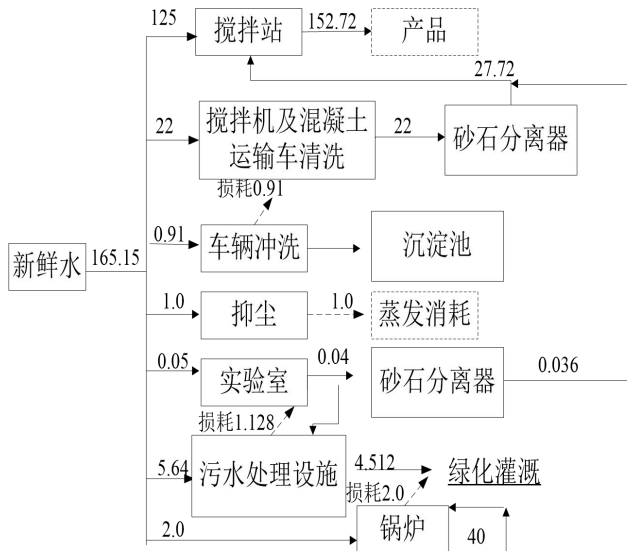 125
搅拌站
152.72
产品
27.72
22
搅拌机及混凝土
运输车清洗
22
砂石分离器
损耗0.91
0.91
车辆冲洗
沉淀池
新鲜水
165.15
1.0
抑尘
1.0
蒸发消耗
0.05
实验室
0.04
砂石分离器
0.036
损耗1.128
5.64
污水处理设施
4.512
绿化灌溉
损耗2.0
2.0
锅炉
40